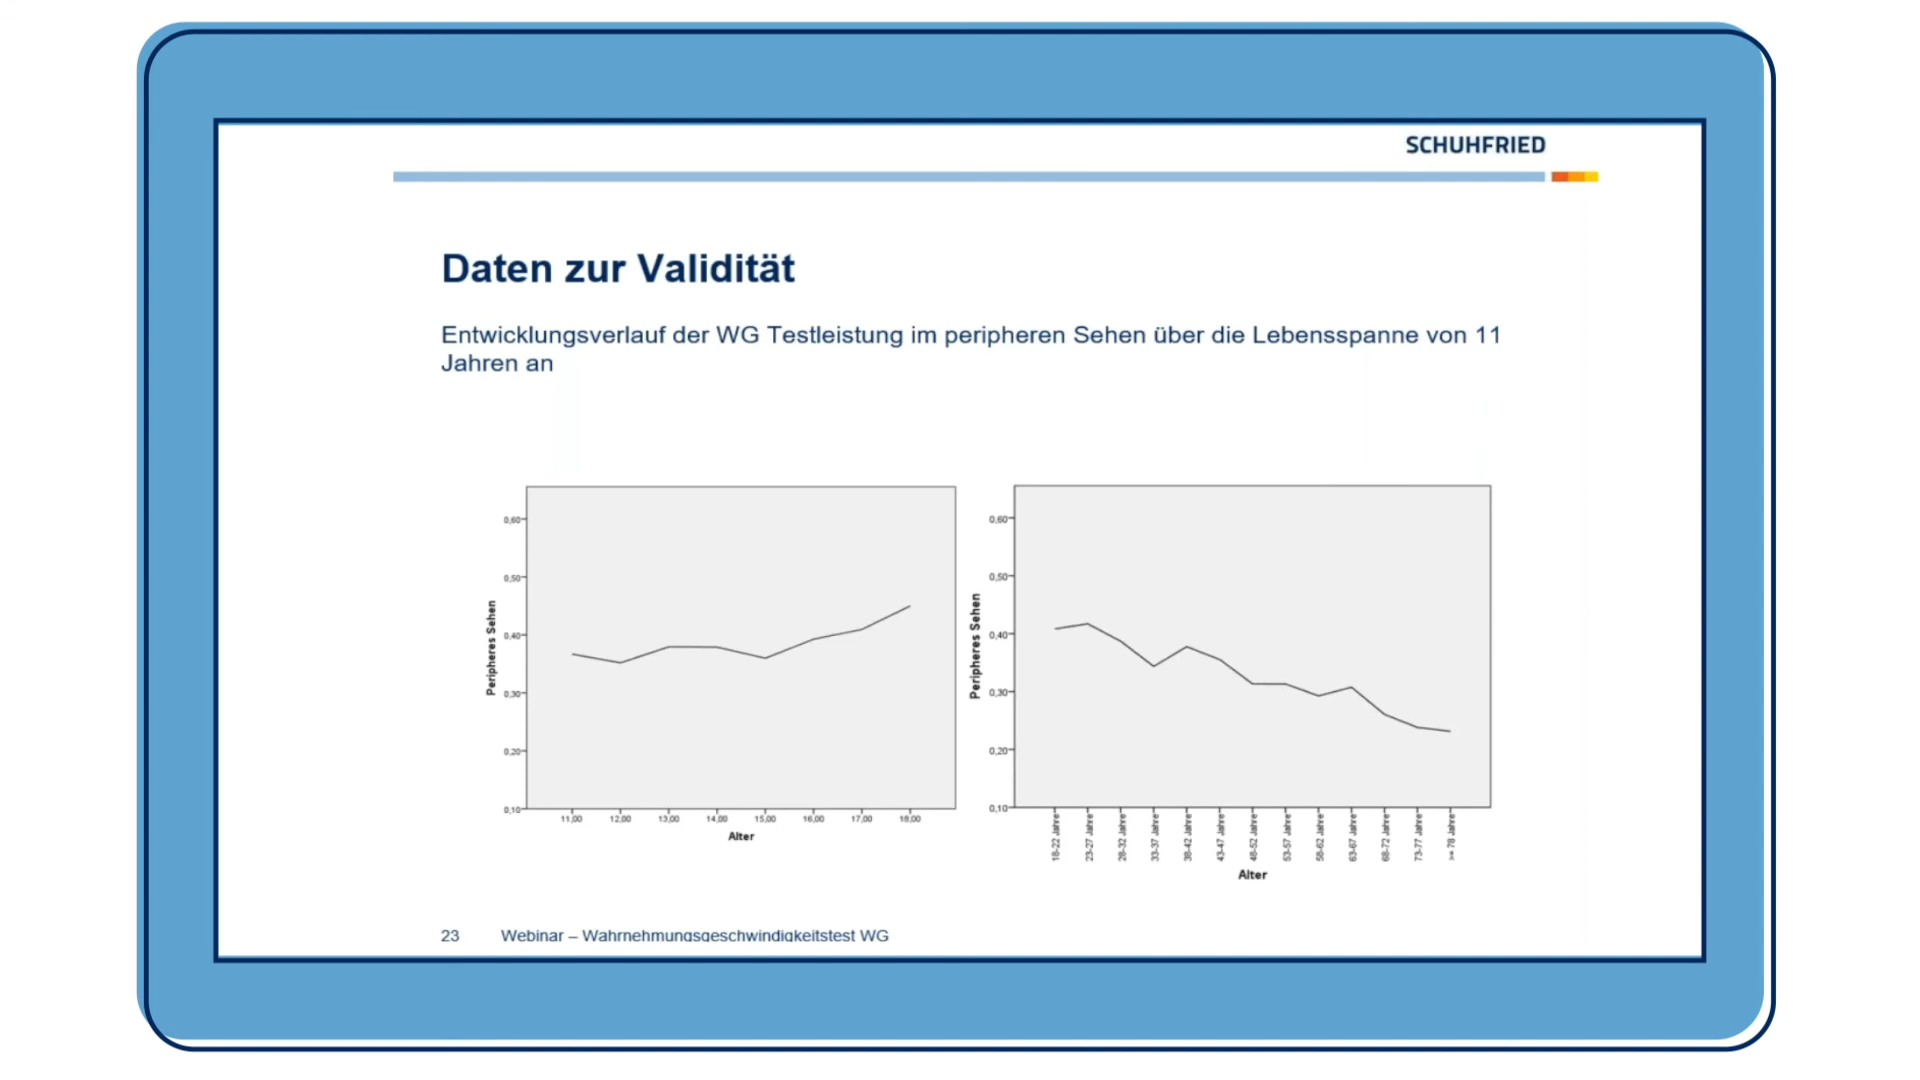 SCHUHFRIED
Daten zur Validität
Entwicklungsverlauf der WG Testleistung im peripheren Sehen über die Lebensspanne von 11
Jahren an
Peripheres Sehen
0,60
0,50
0,40
0,30
0,20
0,10
11,00 12,00 13,00 14,00 15,00 16,00 17,00 18,00
Alter
Peripheres Sehen
0,60
0,50
0,40
0,30
0,20
0,10
18-22 Jahre
23-27 Jahre
28-32 Jahre
33-37 Jahre
38-42 Jahre
43-47 Jahre
48-52 Jahre
53-57 Jahre
58-62 Jahre
63-67 Jahre
68-72 Jahre
73-77 Jahre
>= 78 Jahre
Alter
23 Webinar – Wahrnehmungsgeschwindigkeitstest WG